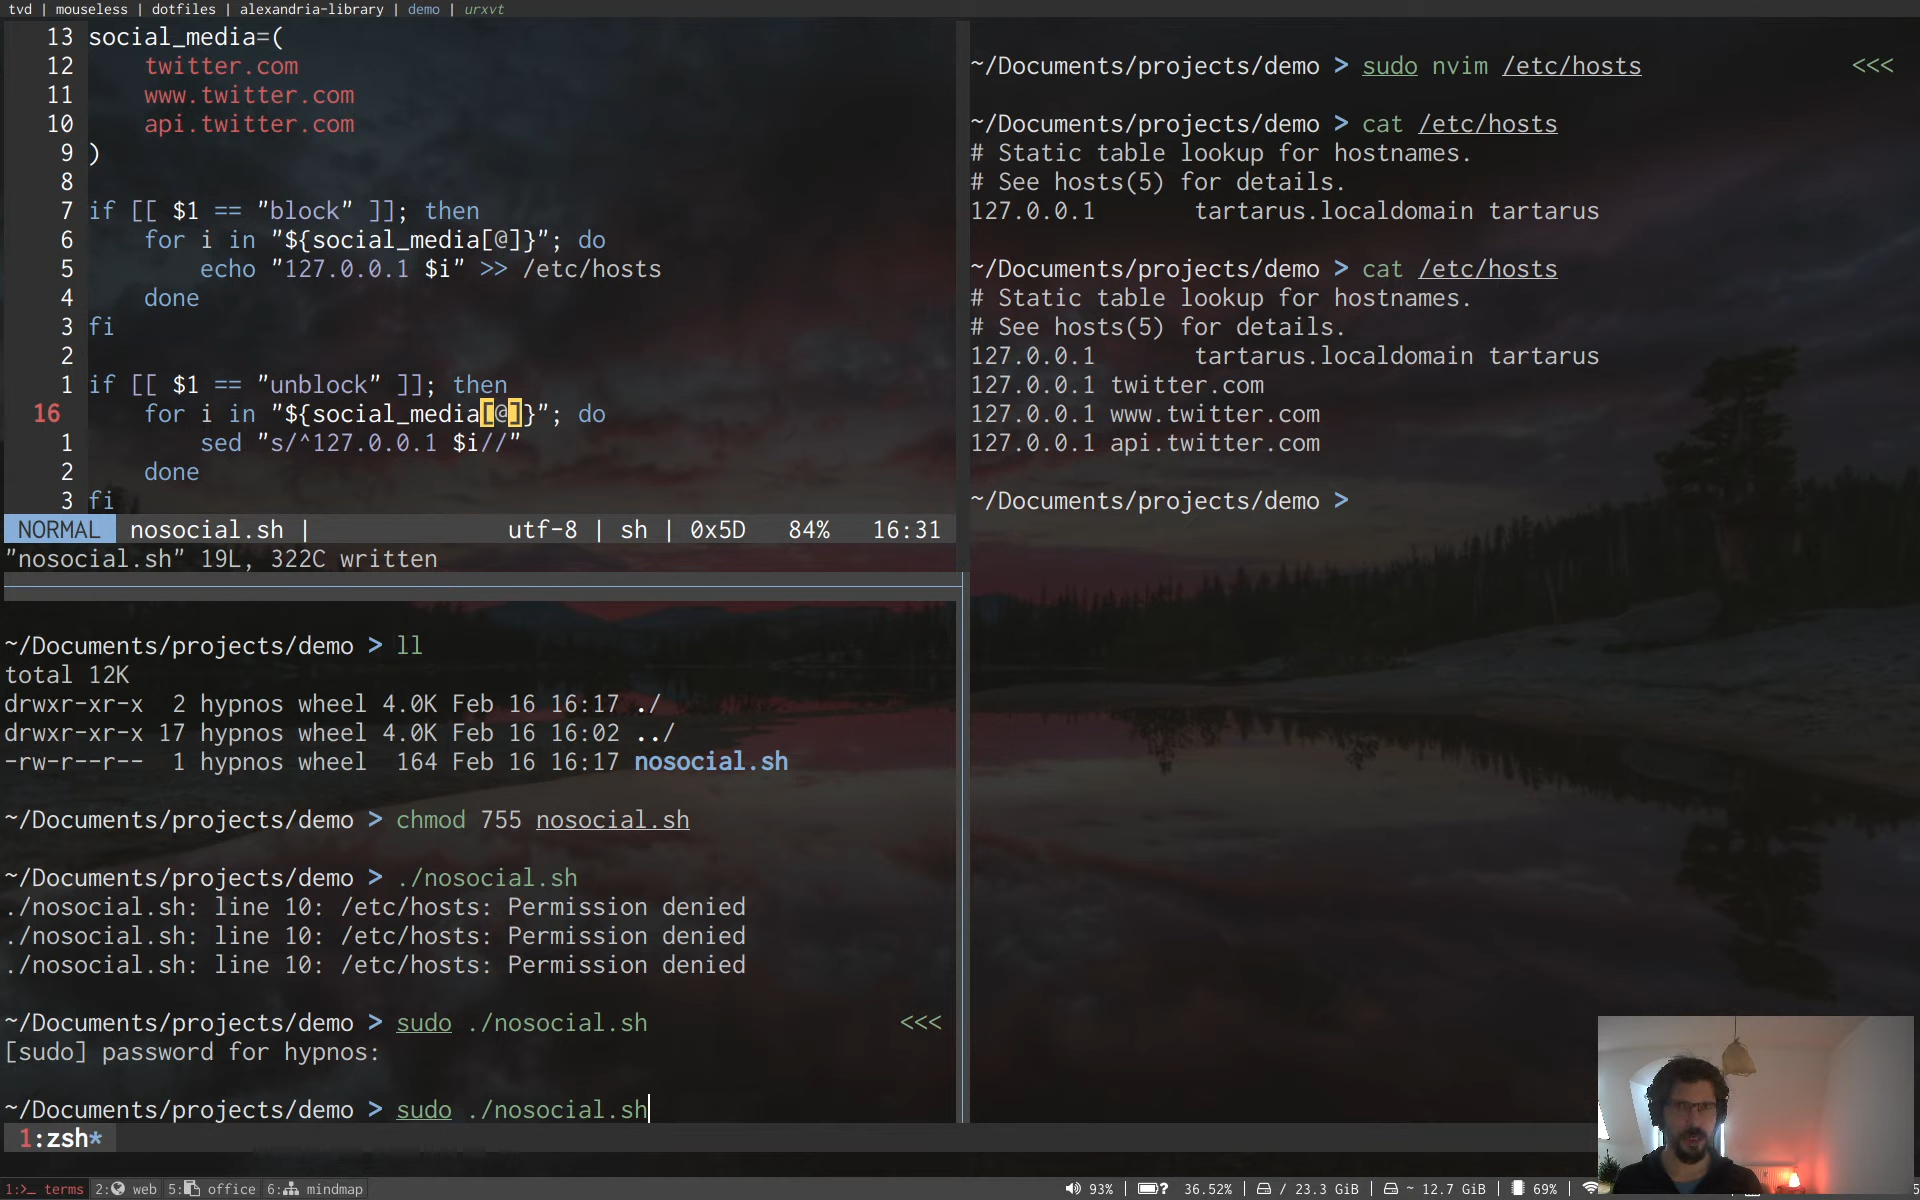 tvd | mouseless | dotfiles | alexandria-library | demo | urxvt
13 social_media=(
12     twitter.com
11     www.twitter.com
10     api.twitter.com
9 )
8
7 if [[ $1 == "block" ]]; then
6     for i in "${social_media[@]}"; do
5         echo "127.0.0.1 $i" >> /etc/hosts
4     done
3 fi
2
1 if [[ $1 == "unblock" ]]; then
16     for i in "${social_media[@]}"; do
1         sed "s/^127.0.0.1 $i//"
2     done
3 fi
NORMAL nosocial.sh | utf-8 | sh | 0x5D 84% 16:31
"nosocial.sh" 19L, 322C written
~/Documents/projects/demo > ll
total 12K
drwxr-xr-x  2 hypnos wheel 4.0K Feb 16 16:17 ./
drwxr-xr-x 17 hypnos wheel 4.0K Feb 16 16:02 ../
-rw-r--r--  1 hypnos wheel  164 Feb 16 16:17 nosocial.sh
~/Documents/projects/demo > chmod 755 nosocial.sh
~/Documents/projects/demo > ./nosocial.sh
./nosocial.sh: line 10: /etc/hosts: Permission denied
./nosocial.sh: line 10: /etc/hosts: Permission denied
./nosocial.sh: line 10: /etc/hosts: Permission denied
~/Documents/projects/demo > sudo ./nosocial.sh <<<
[sudo] password for hypnos:
~/Documents/projects/demo > sudo ./nosocial.sh
~/Documents/projects/demo > sudo nvim /etc/hosts <<<
~/Documents/projects/demo > cat /etc/hosts
# Static table lookup for hostnames.
# See hosts(5) for details.
127.0.0.1       tartarus.localdomain tartarus
~/Documents/projects/demo > cat /etc/hosts
# Static table lookup for hostnames.
# See hosts(5) for details.
127.0.0.1       tartarus.localdomain tartarus
127.0.0.1 twitter.com
127.0.0.1 www.twitter.com
127.0.0.1 api.twitter.com
~/Documents/projects/demo >
1:zsh*
1:>_ terms 2: web 5: office 6: mindmap 93% | ? 36.52% | / 23.3 GiB | ~ 12.7 GiB | 69% |